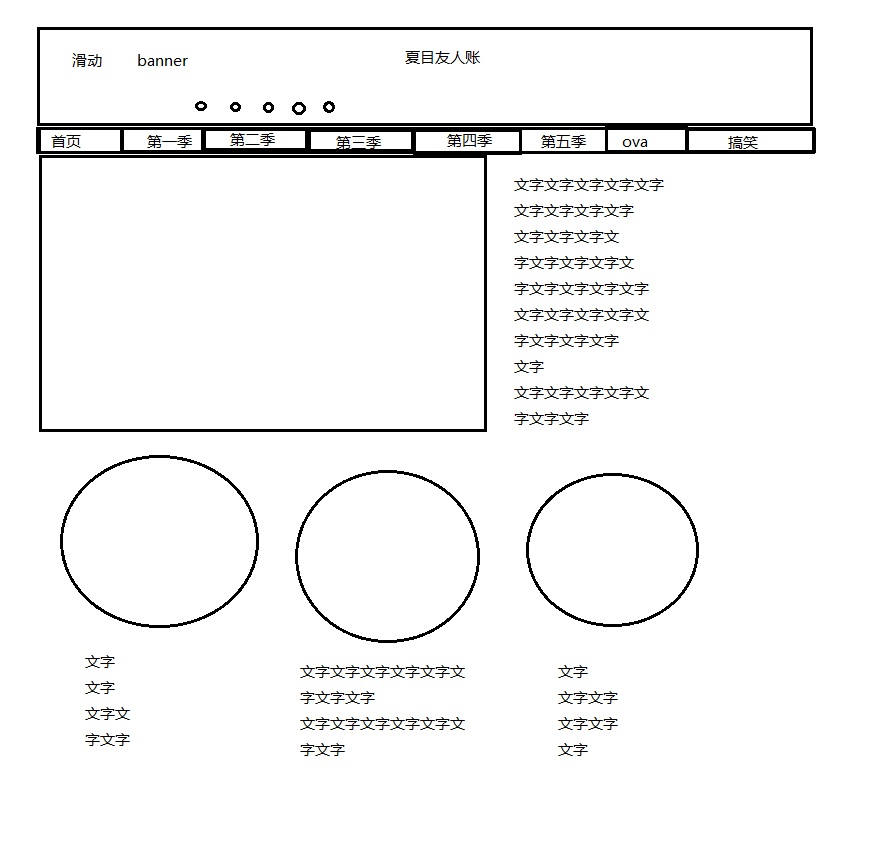 滑动 banner 夏目友人账
首页 第一季 第二季 第三季 第四季 第五季 ova 搞笑
文字文字文字文字文字
文字文字文字文字
文字文字文字文
字文字文字文字文
字文字文字文字文字
文字文字文字文字文
字文字文字文字
文字
文字文字文字文字文
字文字文字
文字
文字
文字文
字文字
文字文字文字文字文字文
字文字文字
文字文字文字文字文字文
字文字
文字
文字文字
文字文字
文字